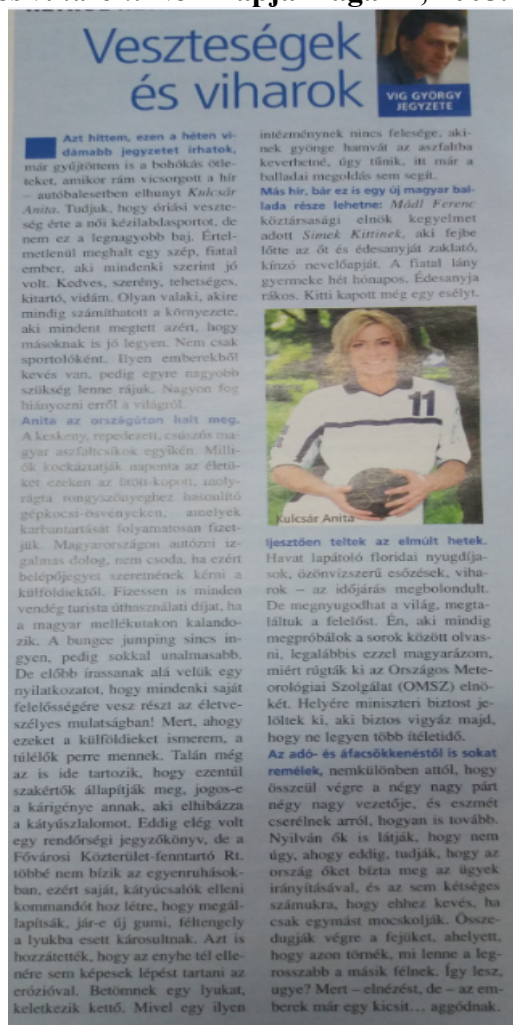 Veszteségek
és viharok
VIG GYÖRGY
JEGYZETE
Azt hittem, ezen a héten vi-
dámabb jegyzetet írhatok,
már gyűjtöttem is a bohókás ötle-
teket, amikor rám vicsorgott a hír
– autóbalesetben elhunyt Kulcsár
Anita. Tudjuk, hogy óriási veszte-
ség érte a női kézilabdasportot, de
nem ez a legnagyobb baj. Értel-
metlenül meghalt egy szép, fiatal
ember, aki mindenki szerint jó
volt. Kedves, szerény, tehetséges,
kitartó, vidám. Olyan valaki, akire
mindig számíthatott a környezete,
aki mindent megtett azért, hogy
másoknak is jó legyen. Nem csak
sportolóként. Ilyen emberekből
kevés van, pedig egyre nagyobb
szükség lenne rájuk. Nagyon fog
hiányozni erről a világról.
Anita az országúton halt meg.
A keskeny, repedezett, csúszós ma-
gyar aszfaltcsíkok egyikén. Milli-
ók kockáztatják naponta az életü-
ket ezeken az ütött-kopott, moly-
rágta rongyszőnyeghez hasonlító
gépkocsi-ösvényeken, amelyek
karbantartását folyamatosan fizet-
jük. Magyarországon autózni iz-
galmas dolog, nem csoda, ha ezért
belépőjegyet szeretnének kérni a
külföldiektől. Fizessen is minden
vendég turista úthasználati díjat, ha
a magyar mellékutakon kalando-
zik. A bungee jumping sincs in-
gyen, pedig sokkal unalmasabb.
De előbb írassanak alá velük egy
nyilatkozatot, hogy mindenki saját
felelősségére vesz részt az életve-
szélyes mulatságban! Mert, ahogy
ezeket a külföldieket ismerem, a
túlélők perre mennek. Talán még
az is ide tartozik, hogy ezentúl
szakértők állapítják meg, jogos-e
a kárigénye annak, aki elhibázza
a kátyúszlalomot. Eddig elég volt
egy rendőrségi jegyzőkönyv, de a
Fővárosi Közterület-fenntartó Rt.
többé nem bízik az egyenruhások-
ban, ezért saját, kátyúcsalók elleni
kommandót hoz létre, hogy megál-
lapítsák, jár-e új gumi, féltengely
a lyukba esett károsultnak. Azt is
hozzátették, hogy az enyhe tél elle-
nére sem képesek lépést tartani az
erózióval. Betömnek egy lyukat,
keletkezik kettő. Mivel egy ilyen
intézménynek nincs felesége, aki-
nek gyönge hamvát az aszfaltba
keverhetné, úgy tűnik, itt már a
balladai megoldás sem segít.
Más hír, bár ez is egy új magyar bal-
lada része lehetne: Mádl Ferenc
köztársasági elnök kegyelmet
adott Simek Kittinek, aki fejbe
lőtte az őt és édesanyját zaklató,
kínzó nevelőapját. A fiatal lány
gyermeke hét hónapos. Édesanyja
rákos. Kitti kapott még egy esélyt.
11
Kulcsár Anita
Ijesztően teltek az elmúlt hetek.
Havat lapátoló floridai nyugdíja-
sok, özönvízszerű esőzések, viha-
rok – az időjárás megbolondult.
De megnyugodhat a világ, megta-
láltuk a felelőst. Én, aki mindig
megpróbálok a sorok között olvas-
ni, legalábbis ezzel magyarázom,
miért rúgták ki az Országos Mete-
orológiai Szolgálat (OMSZ) elnö-
két. Helyére miniszteri biztost je-
löltek ki, aki biztos vigyáz majd,
hogy ne legyen több ítéletidő.
Az adó- és áfacsökkenéstől is sokat
remélek, nemkülönben attól, hogy
összeül végre a négy nagy párt
négy nagy vezetője, és eszmét
cserélnek arról, hogyan is tovább.
Nyilván ők is látják, hogy nem
úgy, ahogy eddig, tudják, hogy az
ország őket bízta meg az ügyek
irányításával, és az sem kétséges
számukra, hogy ehhez kevés, ha
csak egymást mocskolják. Össze-
dugják végre a fejüket, ahelyett,
hogy azon törnék, mi lenne a leg-
rosszabb a másik félnek. Így lesz,
ugye? Mert – elnézést, de – az em-
berek már egy kicsit... aggódnak.